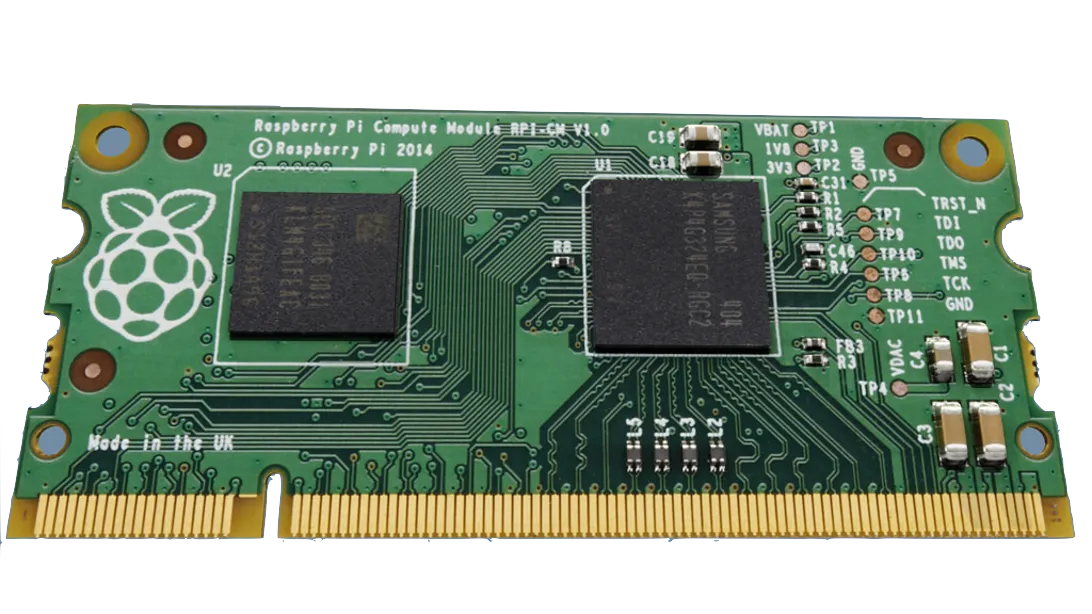 Raspberry Pi Compute Module RPI-CM V1.0
© Raspberry Pi 2014
U2
U1
C19
C18
VBAT
TP1
1V8
TP3
3V3
TP2
GND
C31
TP5
R1
R2
R5
C46
R4
TP7
TP9
TP10
TP6
TP8
TP11
TRST_N
TDI
TDO
TMS
TCK
GND
R8
SAMSUNG
404
FB3
R3
VDAC
TP4
C4
C1
C2
C3
L5
L4
L3
L2
Made in the UK